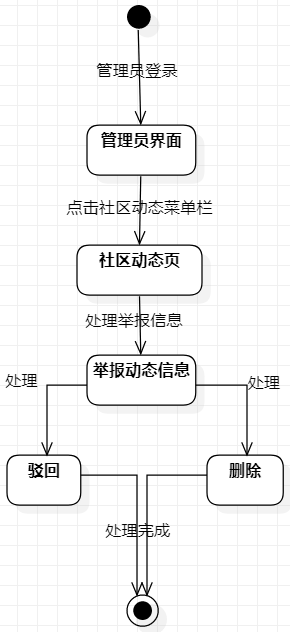 管理员登录
管理员界面
点击社区动态菜单栏
社区动态页
处理举报信息
举报动态信息
处理
处理
驳回
删除
处理完成